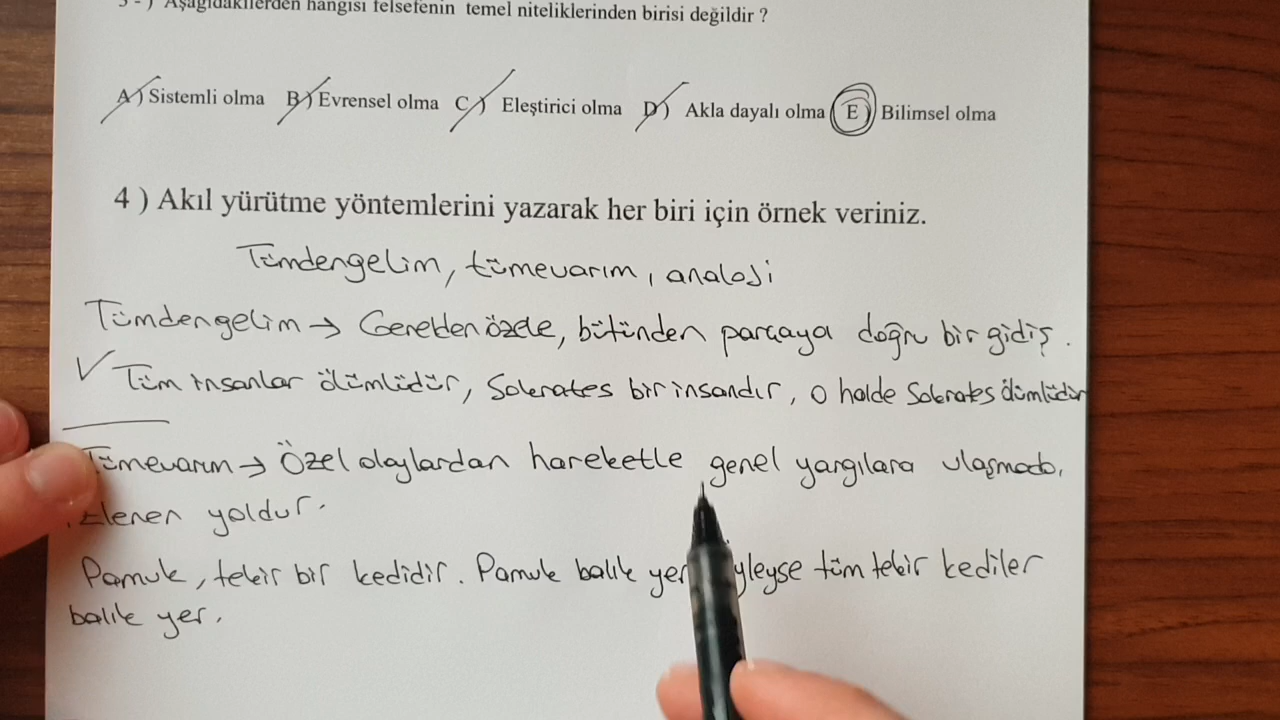 3 - ) Aşağıdakilerden hangisi felsefenin temel niteliklerinden birisi değildir ?
A ) Sistemli olma B ) Evrensel olma C ) Eleştirici olma D ) Akla dayalı olma E ) Bilimsel olma
4 ) Akıl yürütme yöntemlerini yazarak her biri için örnek veriniz.
Tümdengelim, tümevarım, analoji
Tümdengelim → Genelden özele, bütünden parçaya doğru bir gidiş.
Tüm insanlar ölümlüdür, Sokrates bir insandır, o halde Sokrates ölümlüdür
Tümevarım → Özel olaylardan hareketle genel yargılara ulaşmada,
izlenen yoldur.
Pamuk, tekir bir kedidir. Pamuk balık yer yleyse tüm tekir kediler
balık yer.